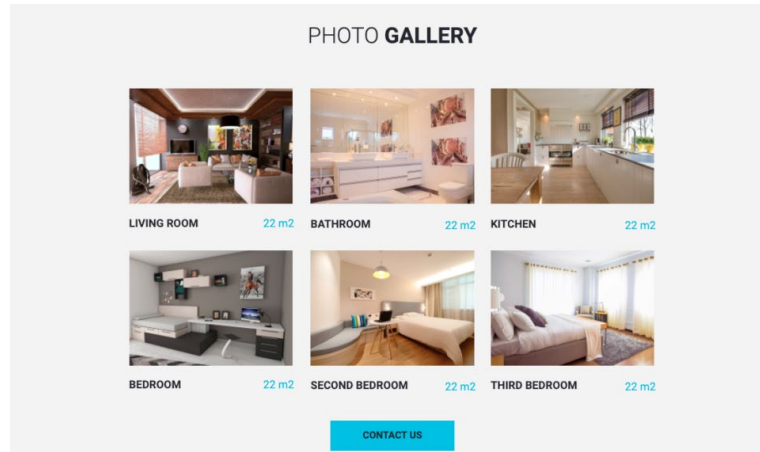 PHOTO GALLERY
LIVING ROOM 22 m2
BATHROOM 22 m2
KITCHEN 22 m2
BEDROOM 22 m2
SECOND BEDROOM 22 m2
THIRD BEDROOM 22 m2
CONTACT US